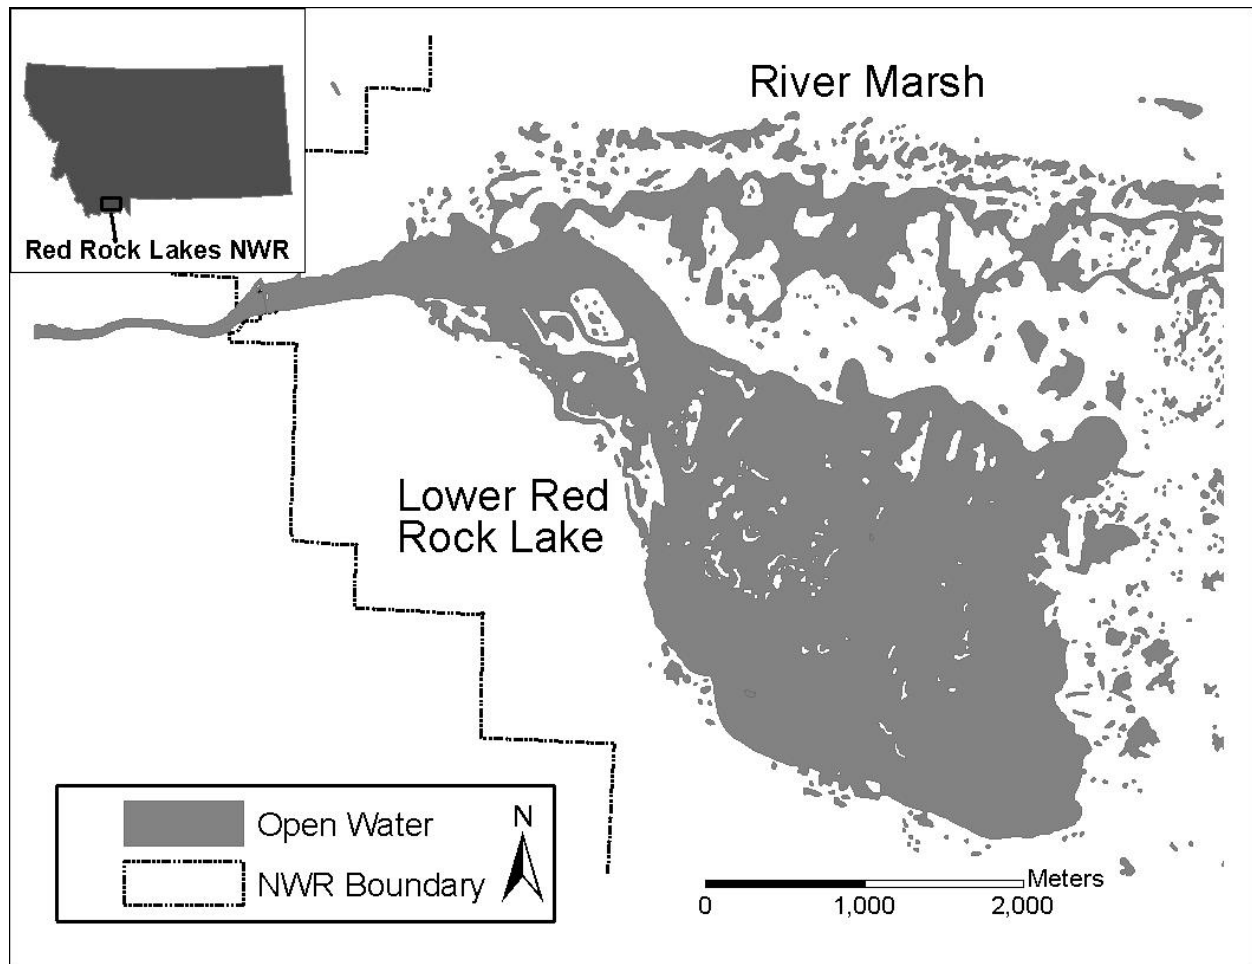 River Marsh
Red Rock Lakes NWR
Lower Red
Rock Lake
Open Water
NWR Boundary
N
Meters
0 1,000 2,000